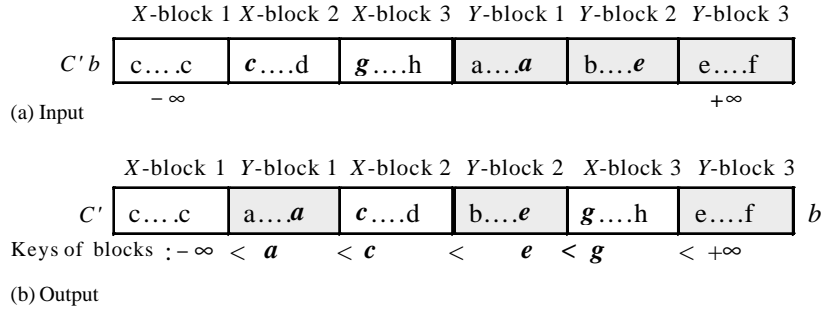 X-block 1 X-block 2 X-block 3 Y-block 1 Y-block 2 Y-block 3
C' b c....c c....d g....h a....a b....e e....f
−∞ +∞
(a) Input
X-block 1 Y-block 1 X-block 2 Y-block 2 X-block 3 Y-block 3
C' c....c a....a c....d b....e g....h e....f b
Keys of blocks :−∞ < a < c < e < g < +∞
(b) Output